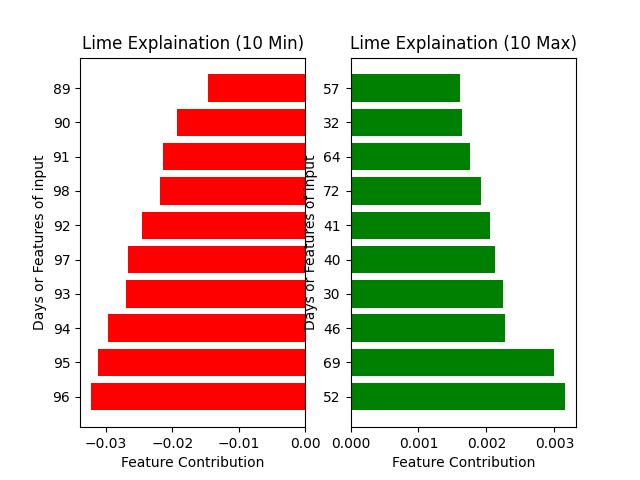 Lime Explaination (10 Min)
Days or Features of input
89
90
91
98
92
97
93
94
95
96
−0.03 −0.02 −0.01 0.00
Feature Contribution
Lime Explaination (10 Max)
Days or Features of input
57
32
64
72
41
40
30
46
69
52
0.000 0.001 0.002 0.003
Feature Contribution